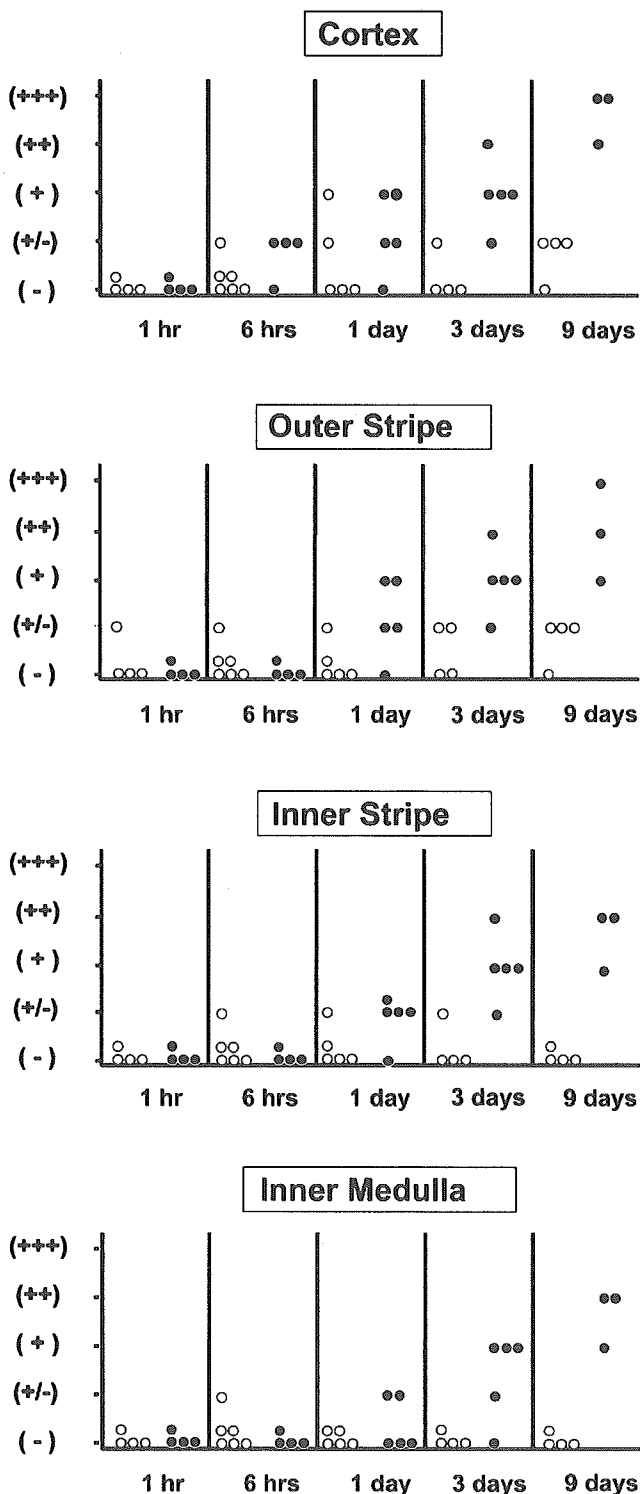 Cortex
(+++)
(++)
( + )
(+/-)
( - )
1 hr 6 hrs 1 day 3 days 9 days
Outer Stripe
(+++)
(++)
( + )
(+/-)
( - )
1 hr 6 hrs 1 day 3 days 9 days
Inner Stripe
(+++)
(++)
( + )
(+/-)
( - )
1 hr 6 hrs 1 day 3 days 9 days
Inner Medulla
(+++)
(++)
( + )
(+/-)
( - )
1 hr 6 hrs 1 day 3 days 9 days